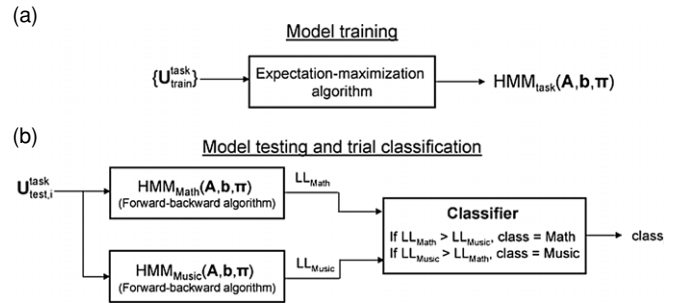 (a)
Model training
{U^task_train}
Expectation-maximization
algorithm
HMM_task(A,b,π)
(b)
Model testing and trial classification
U^task_test,i
HMM_Math(A,b,π)
(Forward-backward algorithm)
LL_Math
Classifier
If LL_Math > LL_Music, class = Math
If LL_Music > LL_Math, class = Music
class
HMM_Music(A,b,π)
(Forward-backward algorithm)
LL_Music